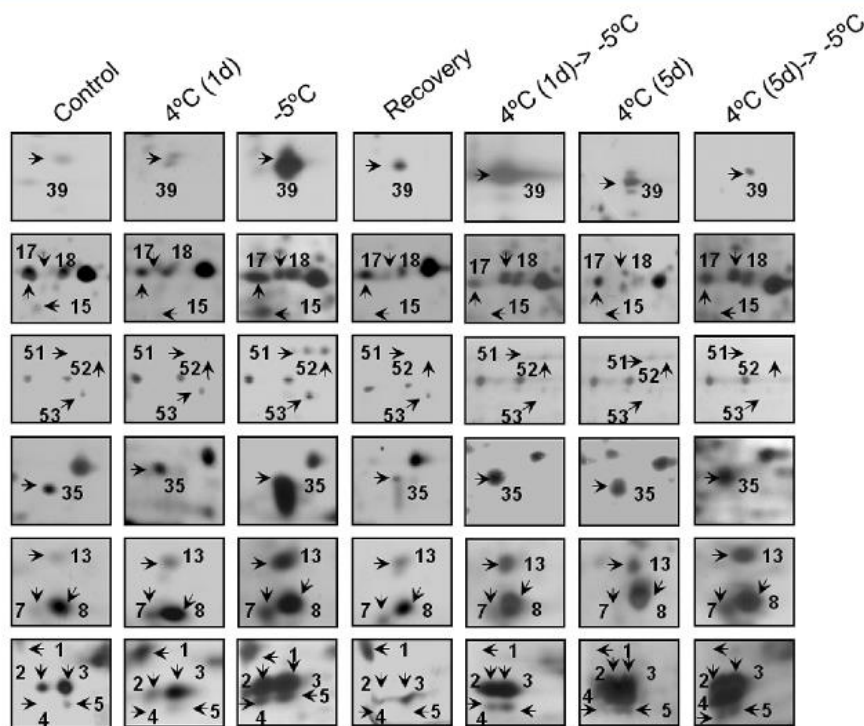 Control 4ºC (1d) -5ºC Recovery 4ºC (1d)-> -5ºC 4ºC (5d) 4ºC (5d)-> -5ºC
39 39 39 39 39 39 39
17 18 17 18 17 18 17 18 17 18 17 18 17 18
15 15 15 15 15 15 15
51 51 51 51 51 51 51
52 52 52 52 52 52 52
53 53 53 53 53 53 53
35 35 35 35 35 35 35
13 13 13 13 13 13 13
7 8 7 8 7 8 7 8 7 8 7 8 7 8
1 1 1 1 1 1 1
2 3 2 3 2 3 2 3 2 3 2 3 2 3
4 5 4 5 4 5 4 5 4 5 4 5 4 5